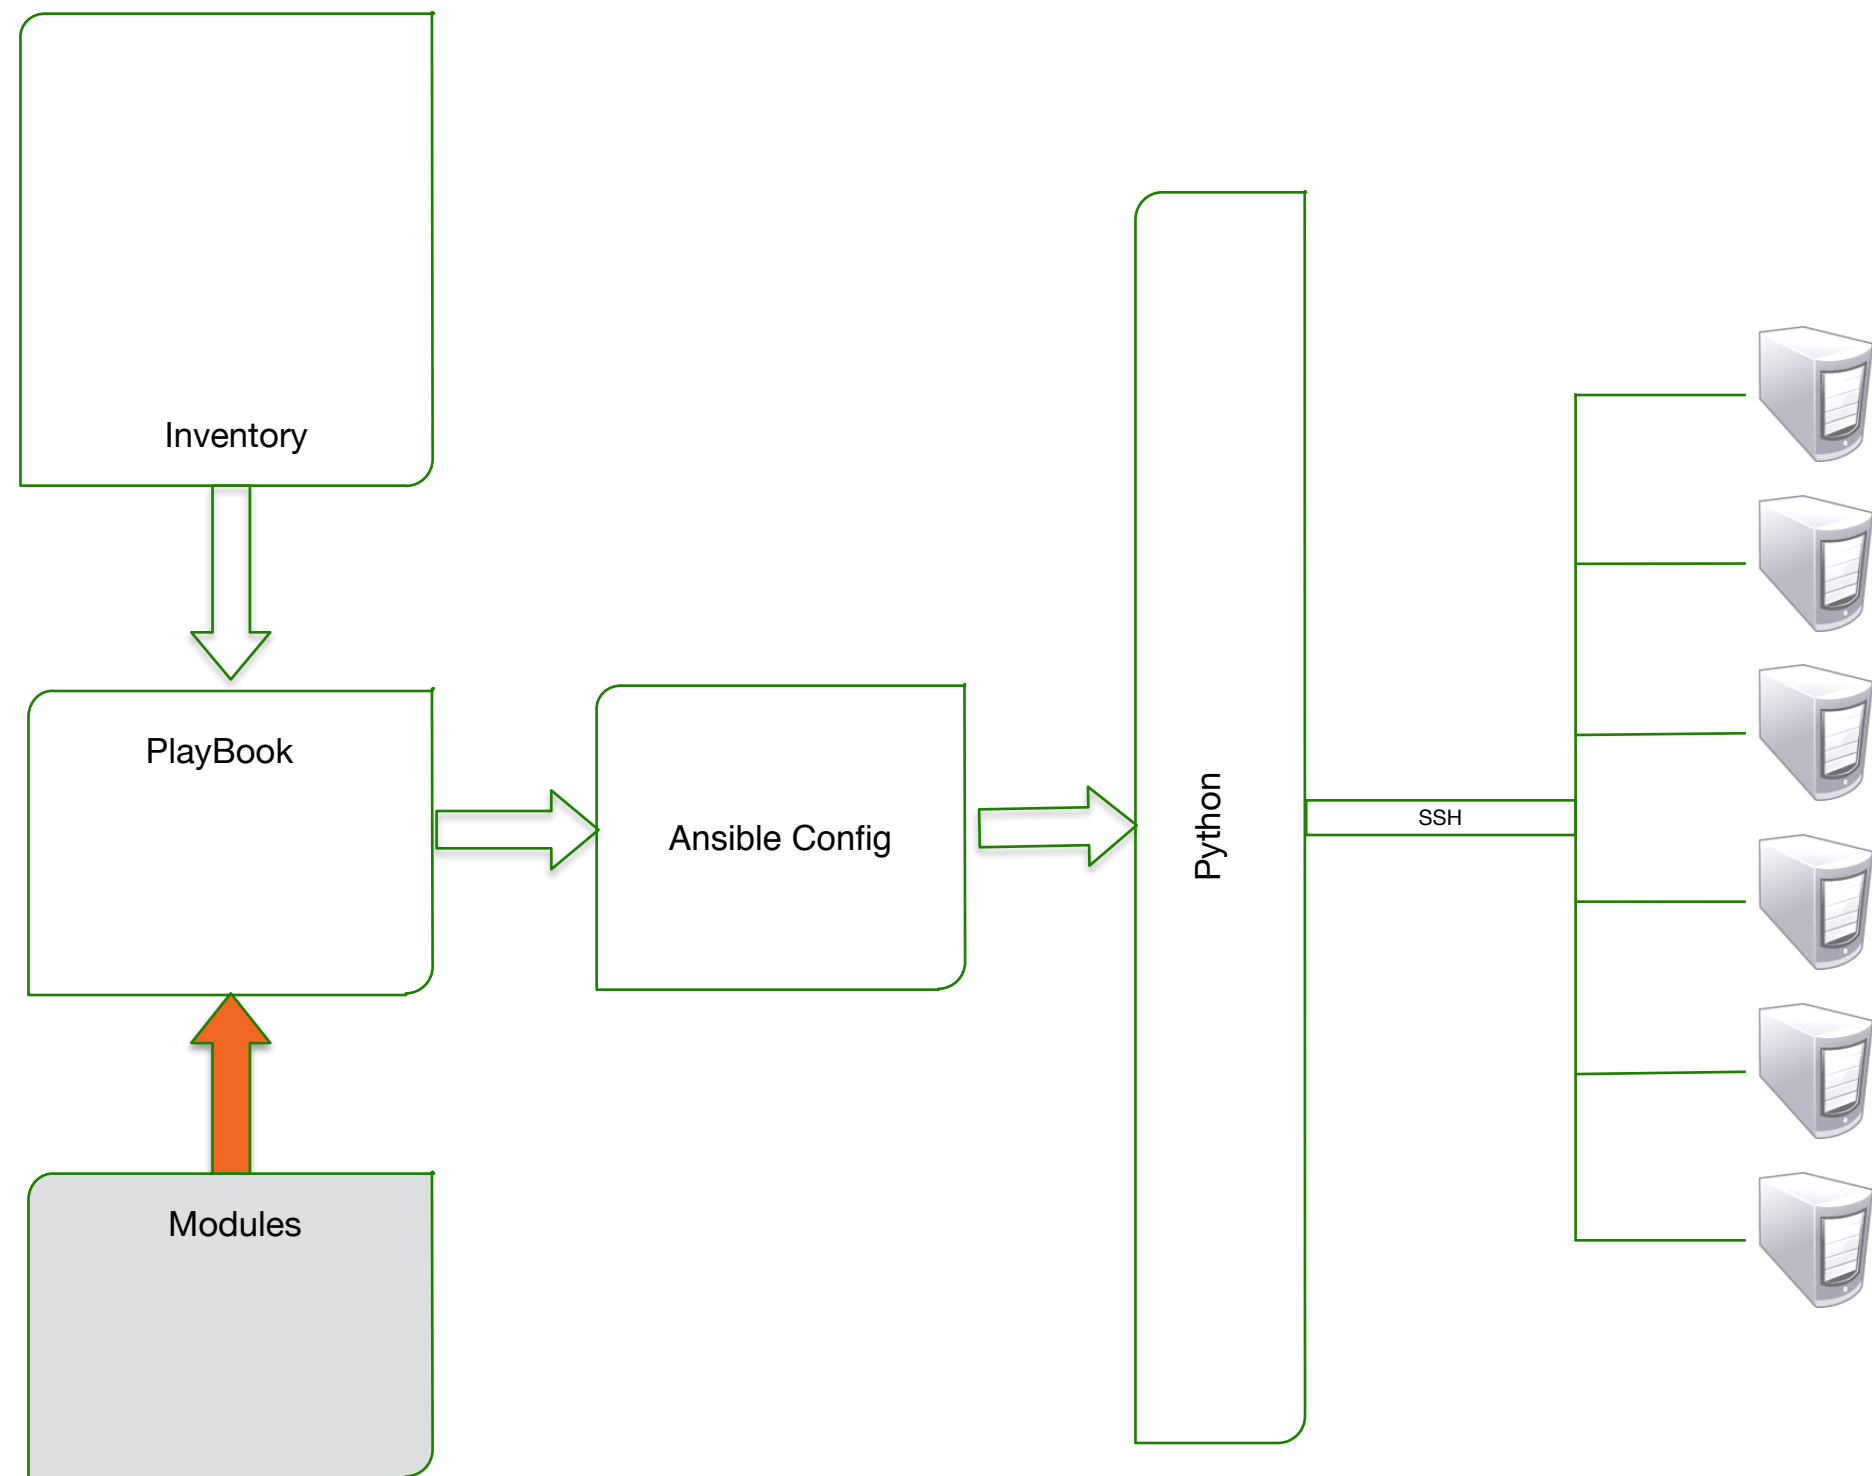 Inventory
PlayBook
Ansible Config
Python
SSH
Modules